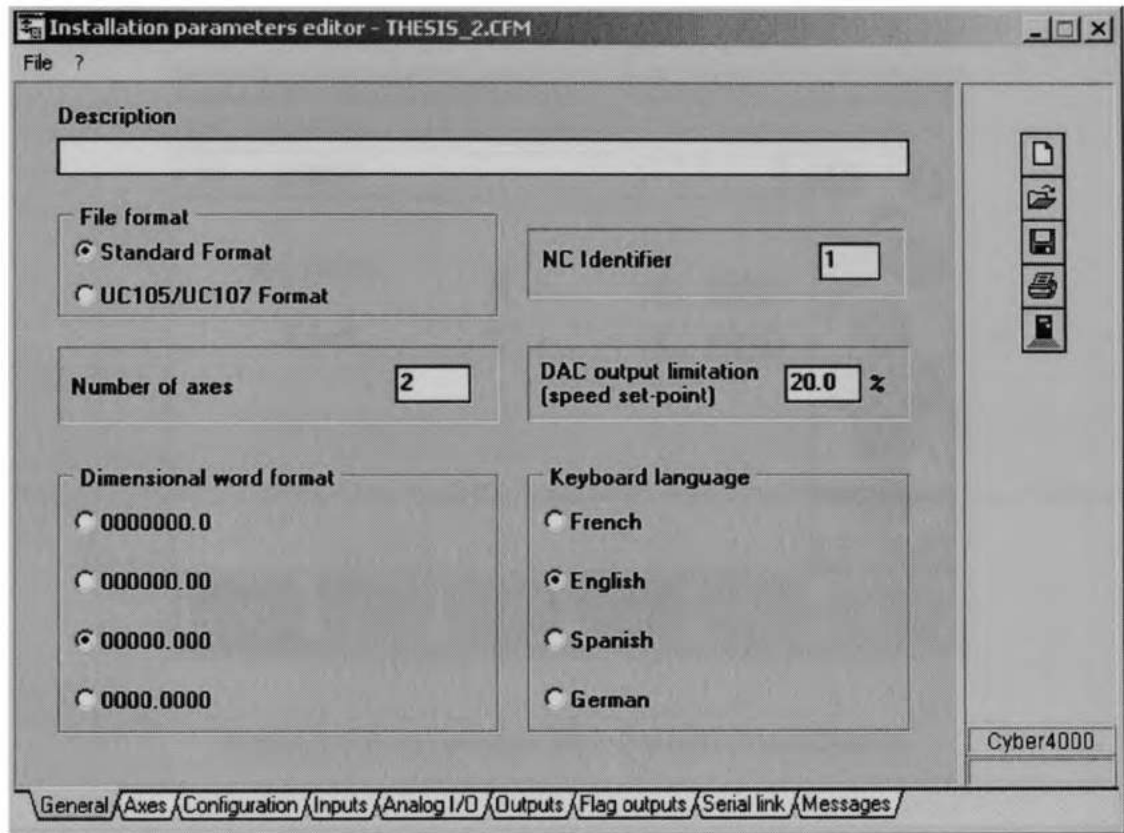 Installation parameters editor - THESIS_2.CFM
File ?
Description
File format
Standard Format
UC105/UC107 Format
NC Identifier 1
Number of axes 2
DAC output limitation
(speed set-point) 20.0 %
Dimensional word format
0000000.0
000000.00
00000.000
0000.0000
Keyboard language
French
English
Spanish
German
Cyber4000
General Axes Configuration Inputs Analog I/O Outputs Flag outputs Serial link Messages